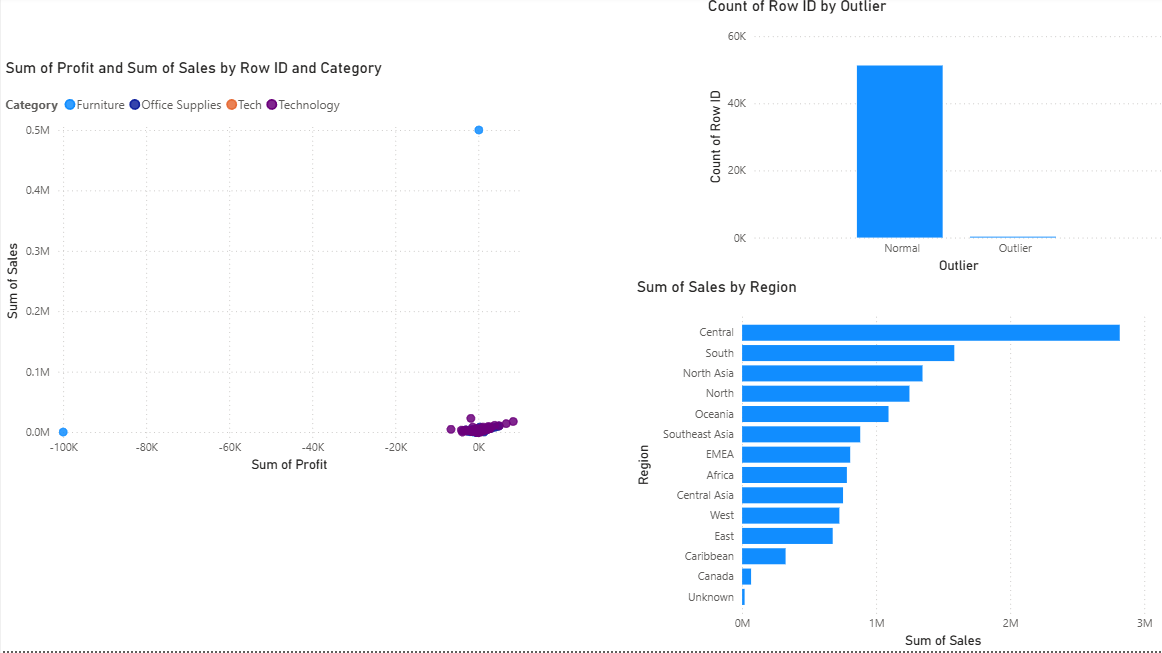 Sum of Profit and Sum of Sales by Row ID and Category
Category Furniture Office Supplies Tech Technology
0.5M
0.4M
0.3M
0.2M
0.1M
0.0M
Sum of Sales
-100K -80K -60K -40K -20K 0K
Sum of Profit
Count of Row ID by Outlier
60K
40K
20K
0K
Count of Row ID
Normal Outlier
Outlier
Sum of Sales by Region
Region
Central
South
North Asia
North
Oceania
Southeast Asia
EMEA
Africa
Central Asia
West
East
Caribbean
Canada
Unknown
0M 1M 2M 3M
Sum of Sales